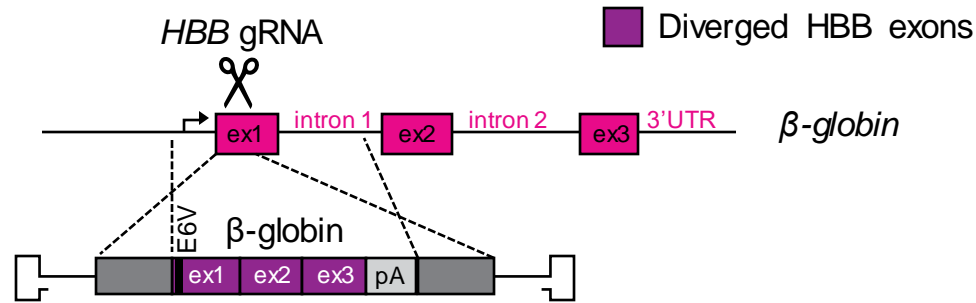 HBB gRNA
Diverged HBB exons
ex1
intron 1
ex2
intron 2
ex3
3'UTR
β-globin
E6V
β-globin
ex1
ex2
ex3
pA